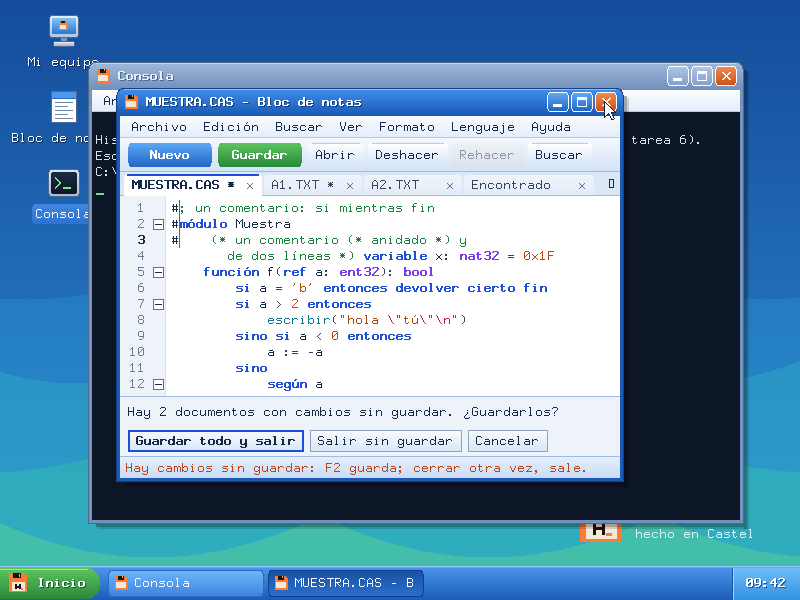 Mi equipo
Consola
Bloc de no
Consola
Ar
His
tarea 6).
Esc
C:\
MUESTRA.CAS - Bloc de notas
Archivo Edición Buscar Ver Formato Lenguaje Ayuda
Nuevo Guardar Abrir Deshacer Rehacer Buscar
MUESTRA.CAS * × A1.TXT * × A2.TXT × Encontrado ×
1 #; un comentario: si mientras fin
2 #módulo Muestra
3 # (* un comentario (* anidado *) y
4 de dos líneas *) variable x: nat32 = 0x1F
5 función f(ref a: ent32): bool
6 si a = 'b' entonces devolver cierto fin
7 si a > 2 entonces
8 escribir("hola \"tú\"\n")
9 sino si a < 0 entonces
10 a := -a
11 sino
12 según a
Hay 2 documentos con cambios sin guardar. ¿Guardarlos?
Guardar todo y salir Salir sin guardar Cancelar
Hay cambios sin guardar: F2 guarda; cerrar otra vez, sale.
H_
hecho en Castel
Inicio Consola MUESTRA.CAS - B 09:42